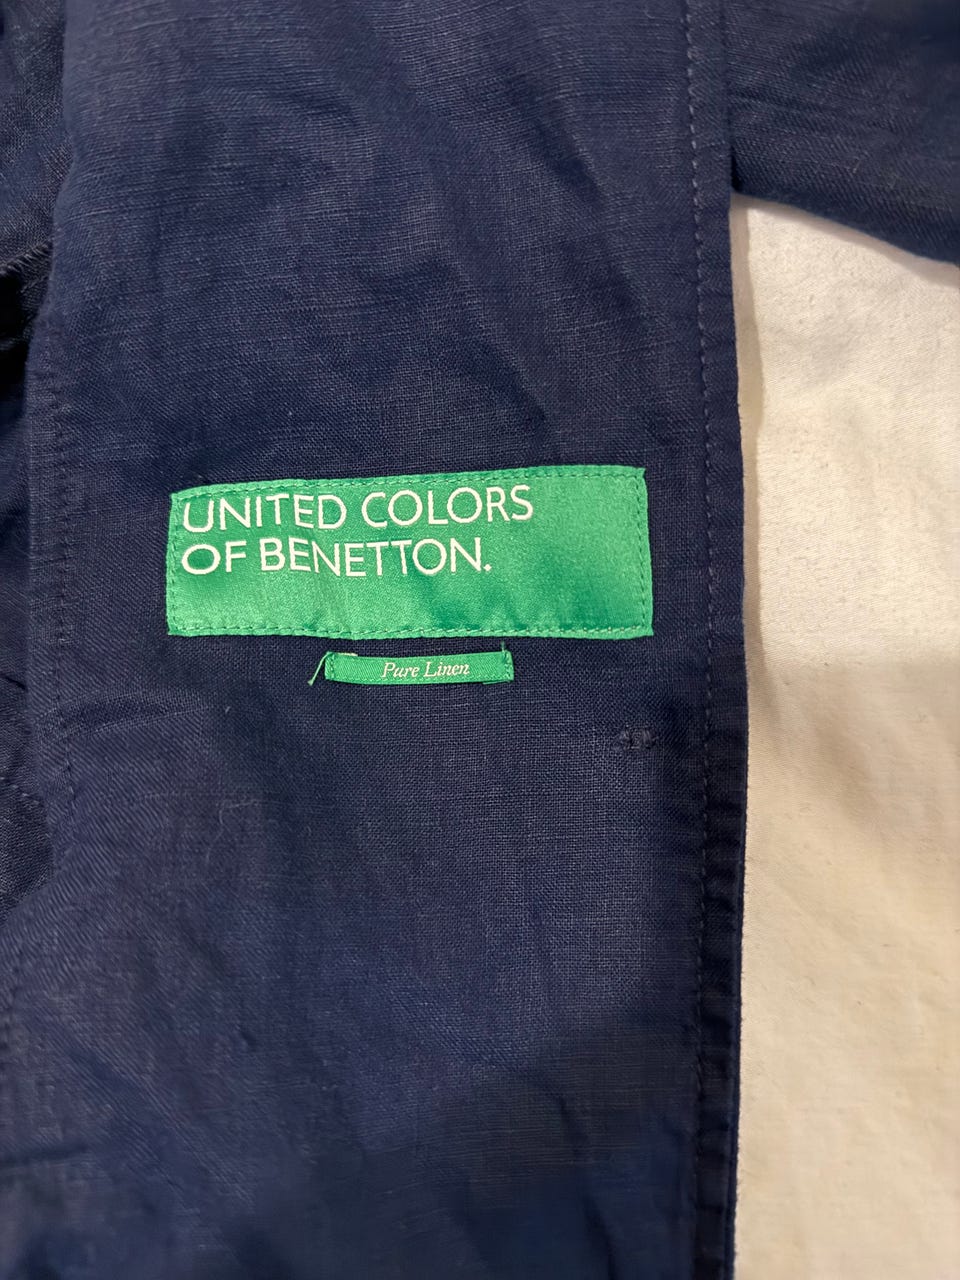 UNITED COLORS
OF BENETTON.
Pure Linen